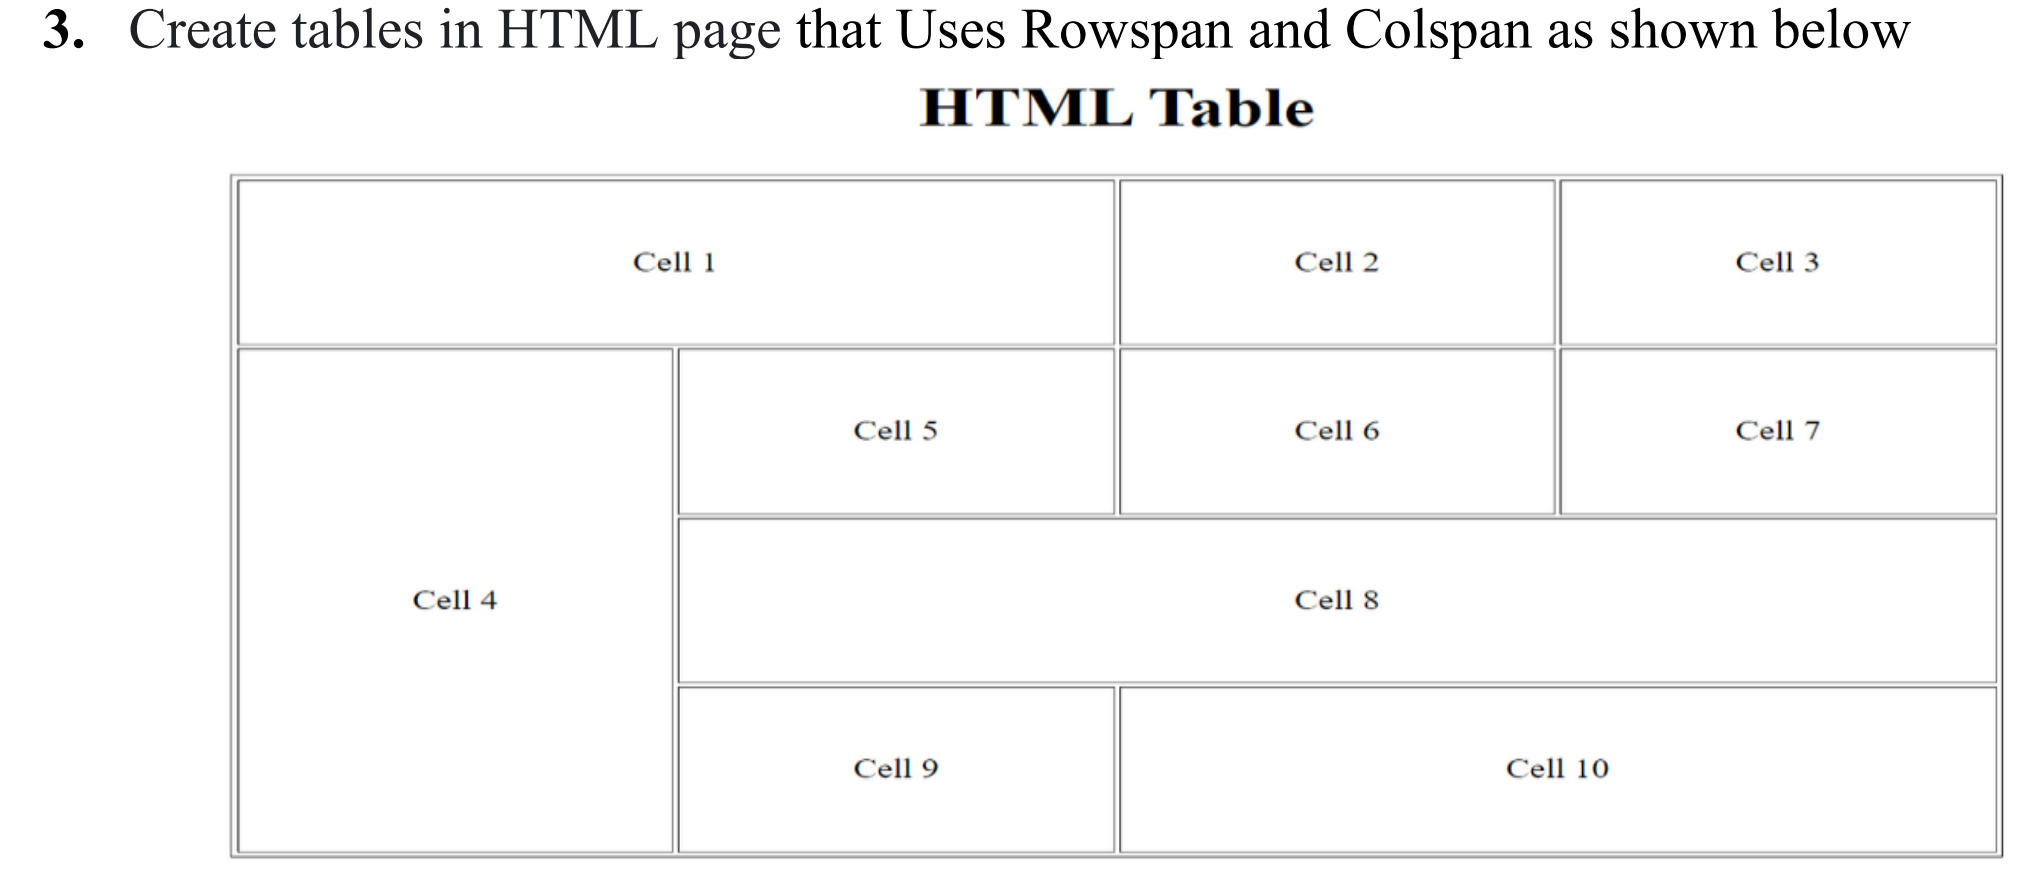 3. Create tables in HTML page that Uses Rowspan and Colspan as shown below
HTML Table
Cell 1 Cell 2 Cell 3
Cell 5 Cell 6 Cell 7
Cell 4 Cell 8
Cell 9 Cell 10